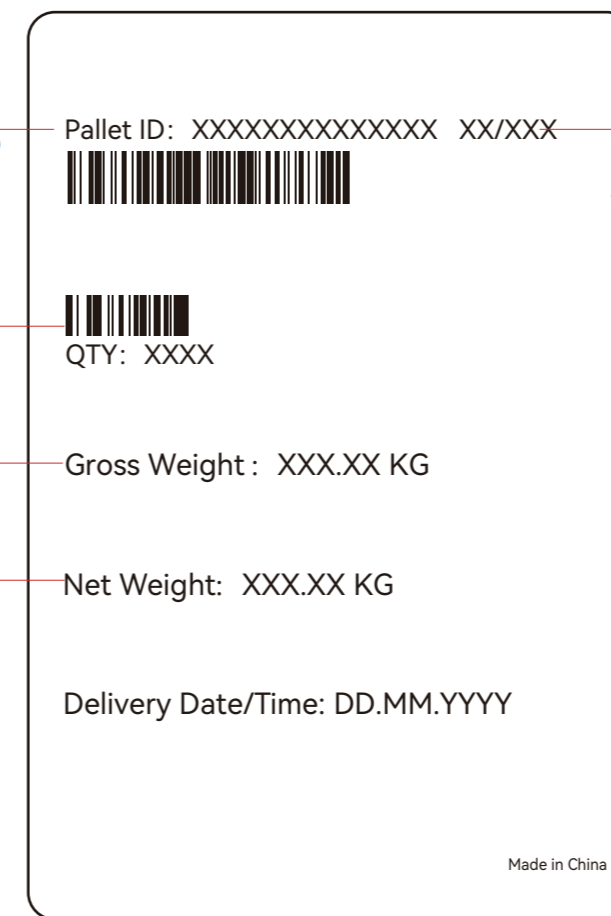 Pallet ID: XXXXXXXXXXXXXX XX/XXX
QTY: XXXX
Gross Weight : XXX.XX KG
Net Weight: XXX.XX KG
Delivery Date/Time: DD.MM.YYYY
Made in China